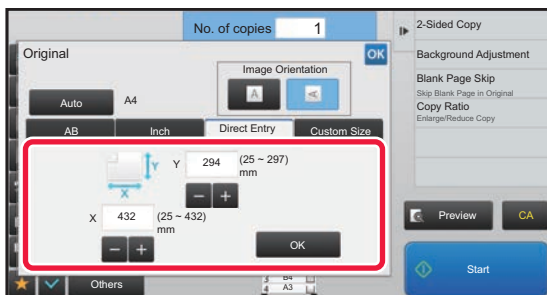 No. of copies 1
2-Sided Copy
Original
OK
Background Adjustment
Image Orientation
Blank Page Skip
Skip Blank Page in Original
A A
Auto A4
Copy Ratio
Enlarge/Reduce Copy
AB Inch Direct Entry Custom Size
Y Y 294 (25 ~ 297)
mm
X
X 432 (25 ~ 432)
mm
OK
Preview CA
Start
Others
3 B4
4 A3